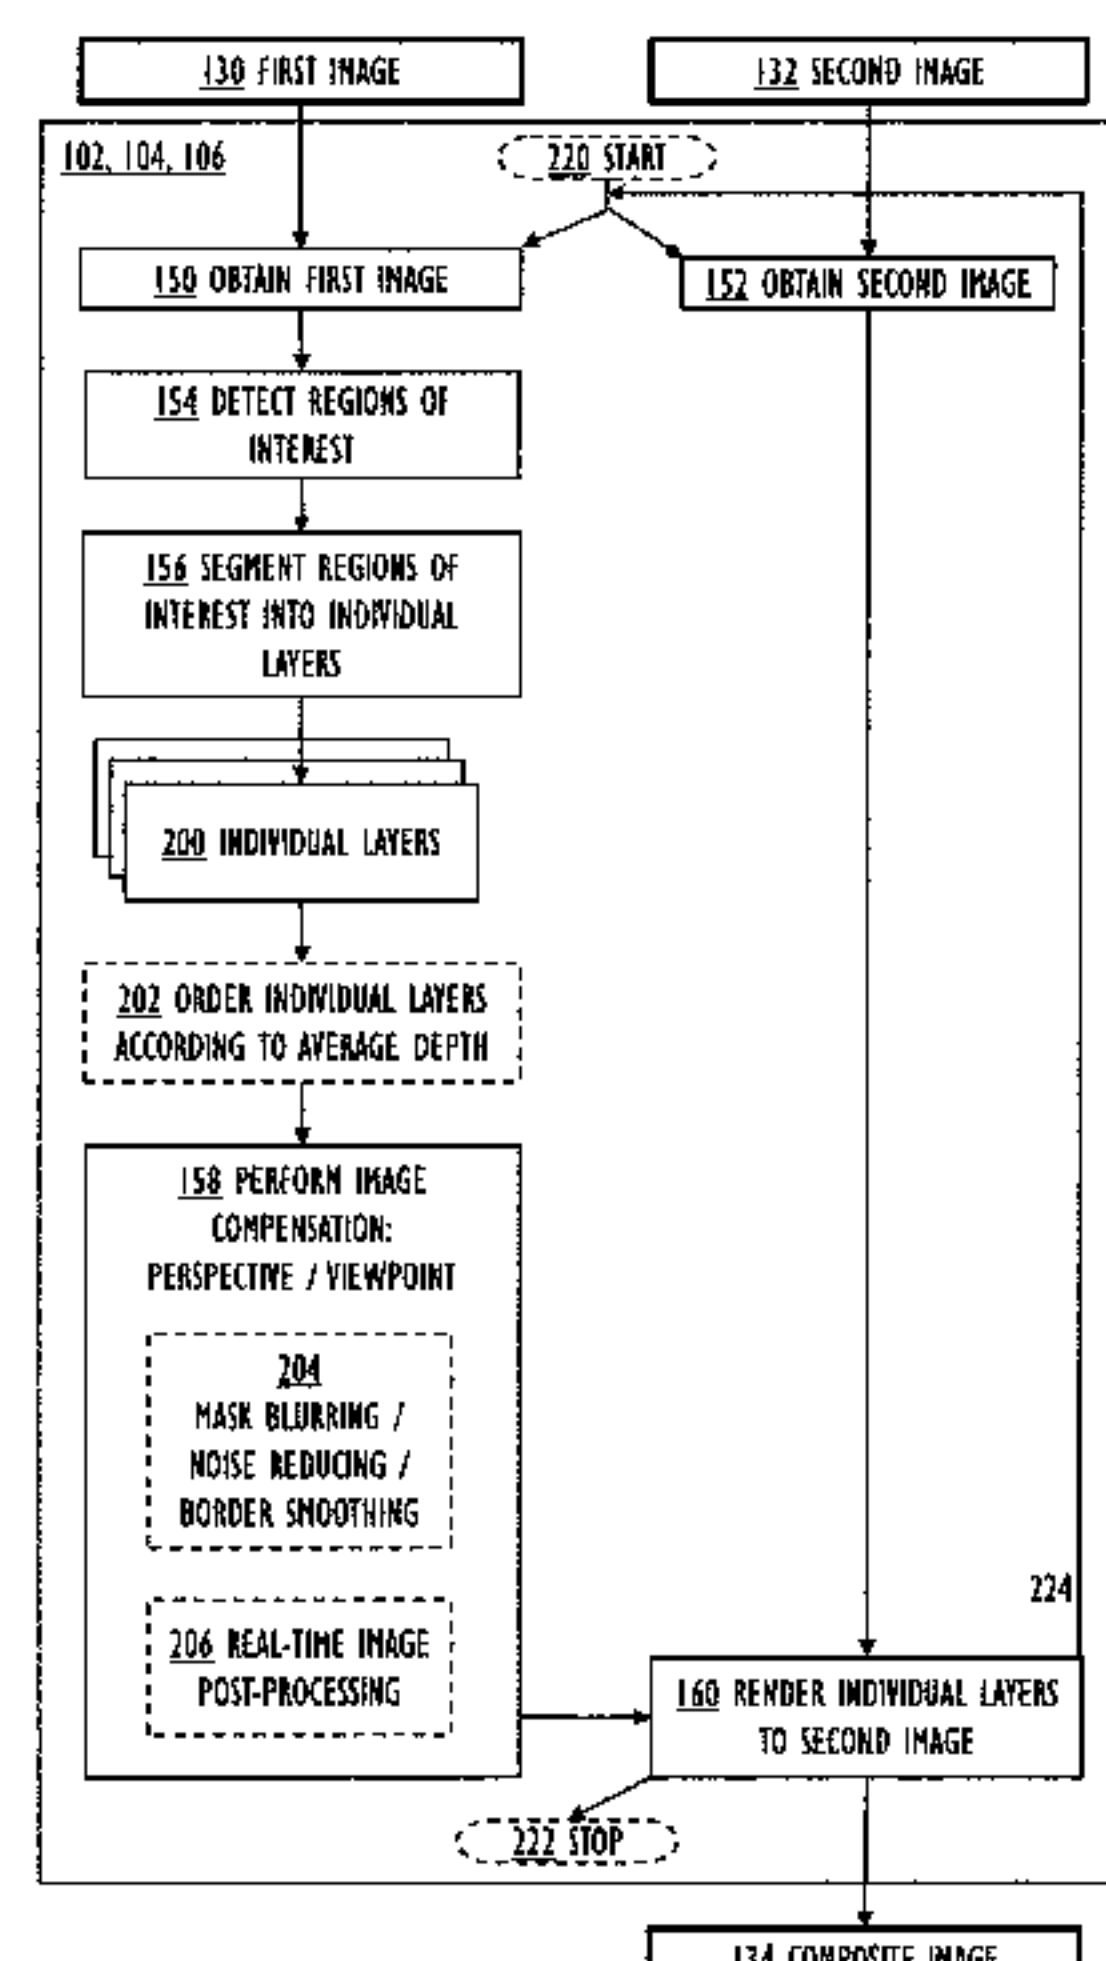 130 FIRST IMAGE
132 SECOND IMAGE
102, 104, 106
220 START
150 OBTAIN FIRST IMAGE
152 OBTAIN SECOND IMAGE
154 DETECT REGIONS OF
INTEREST
156 SEGMENT REGIONS OF
INTEREST INTO INDIVIDUAL
LAYERS
200 INDIVIDUAL LAYERS
202 ORDER INDIVIDUAL LAYERS
ACCORDING TO AVERAGE DEPTH
158 PERFORM IMAGE
COMPENSATION:
PERSPECTIVE / VIEWPOINT
204
MASK BLURRING /
NOISE REDUCING /
BORDER SMOOTHING
206 REAL-TIME IMAGE
POST-PROCESSING
224
160 RENDER INDIVIDUAL LAYERS
TO SECOND IMAGE
222 STOP
134 COMPOSITE IMAGE